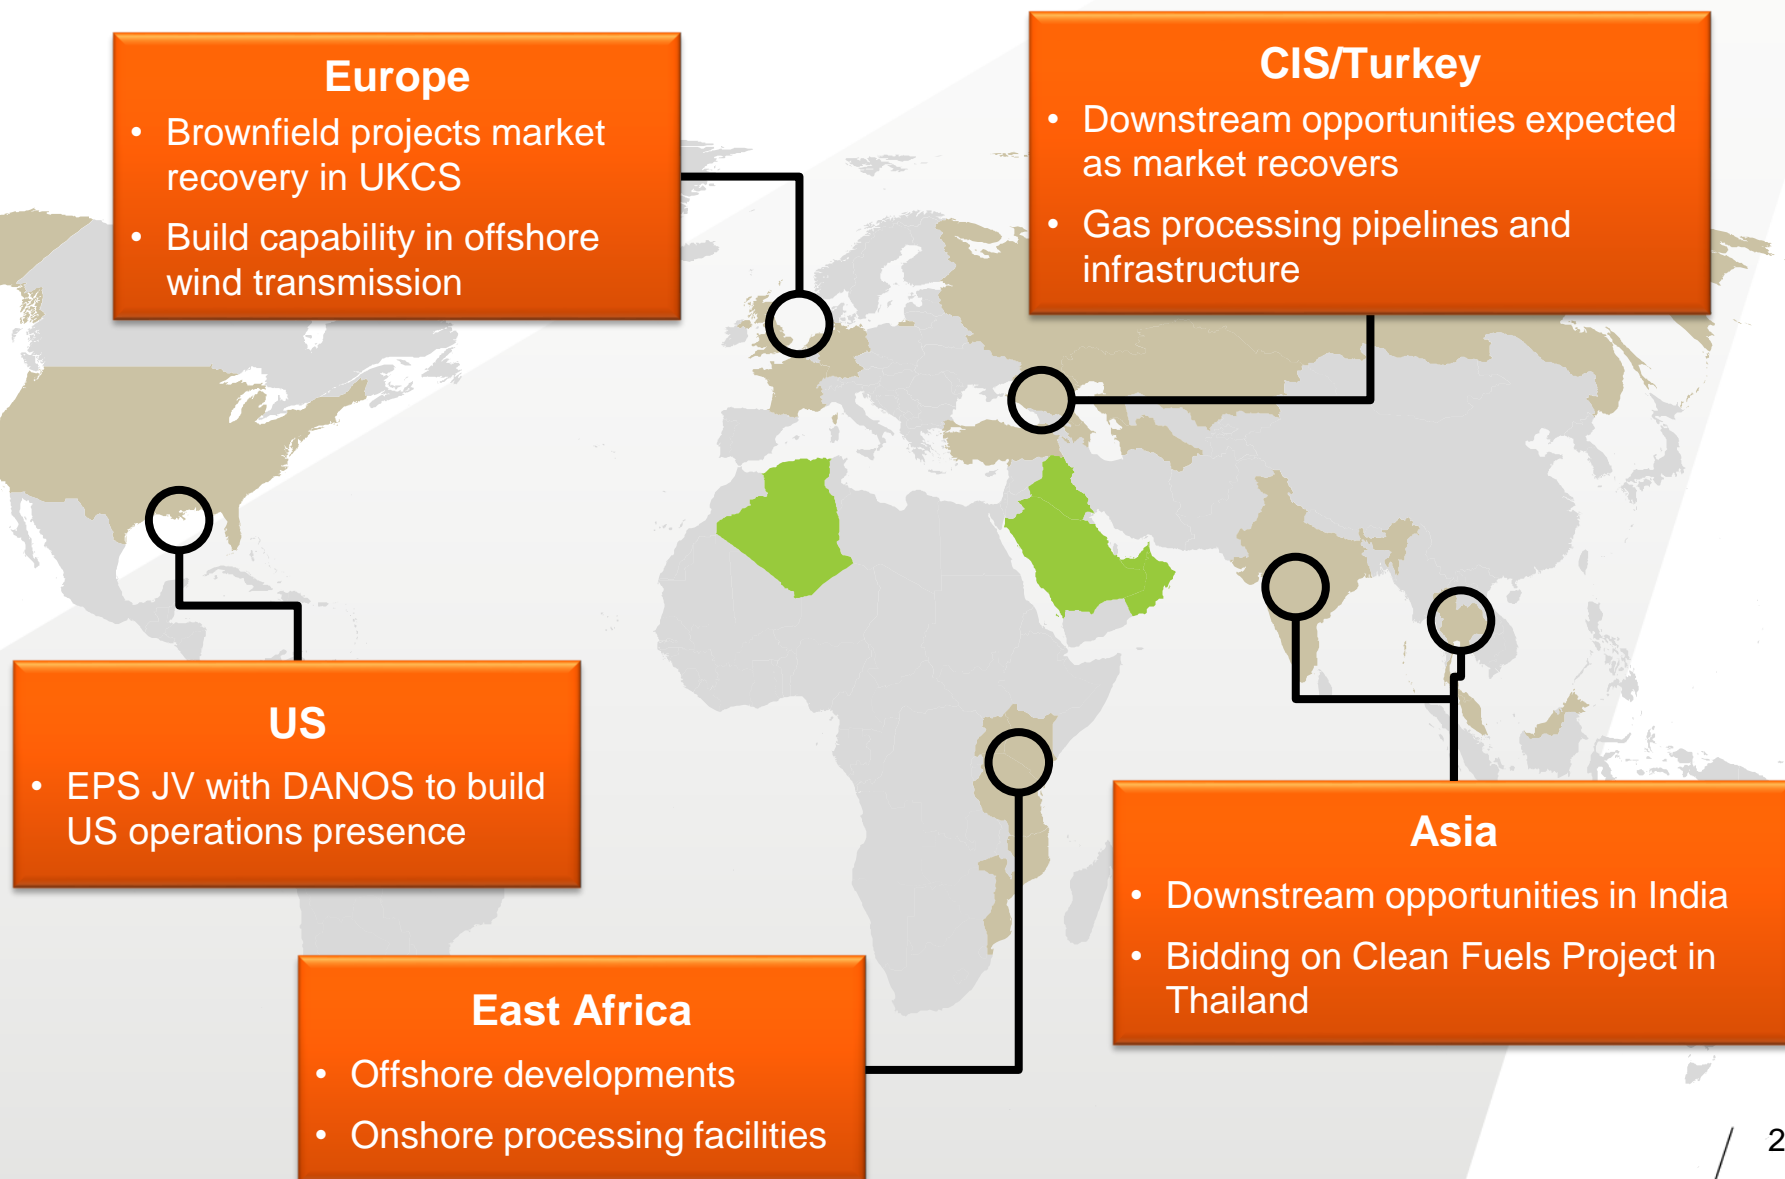 Europe
• Brownfield projects market
recovery in UKCS
• Build capability in offshore
wind transmission
CIS/Turkey
• Downstream opportunities expected
as market recovers
• Gas processing pipelines and
infrastructure
US
• EPS JV with DANOS to build
US operations presence
Asia
• Downstream opportunities in India
• Bidding on Clean Fuels Project in
Thailand
East Africa
• Offshore developments
• Onshore processing facilities
2